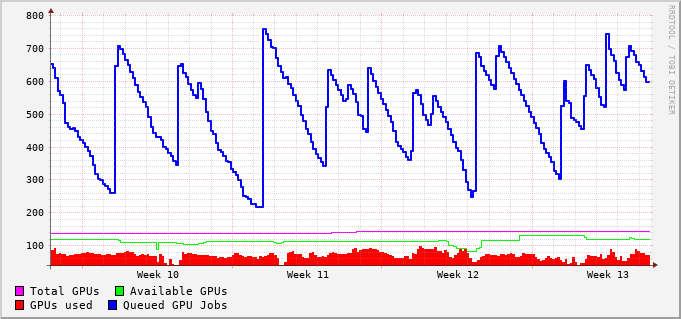 800
700
600
500
400
300
200
100
Week 10 Week 11 Week 12 Week 13
Total GPUs Available GPUs
GPUs used Queued GPU Jobs
RRDTOOL / TOBI OETIKER